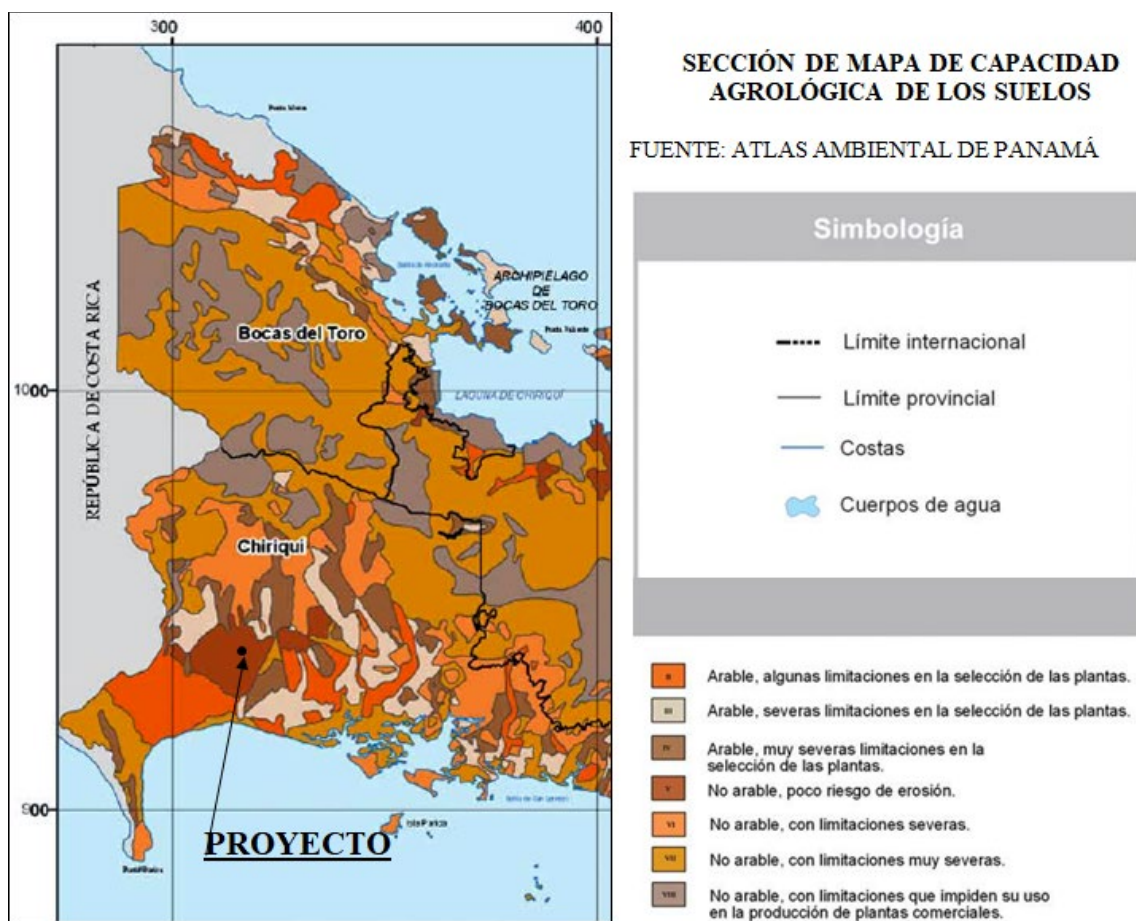 300
400
SECCIÓN DE MAPA DE CAPACIDAD
AGROLÓGICA DE LOS SUELOS
FUENTE: ATLAS AMBIENTAL DE PANAMÁ
Simbología
Límite internacional
Límite provincial
Costas
Cuerpos de agua
REPÚBLICA DE COSTA RICA
ARCHIPIELAGO
DE
BOCAS DEL TORO
Bocas del Toro
1000
LAGUNA DE CHIRIQUÍ
Chiriqui
900
PROYECTO
Isla Parida
II Arable, algunas limitaciones en la selección de las plantas.
III Arable, severas limitaciones en la selección de las plantas.
IV Arable, muy severas limitaciones en la
selección de las plantas.
V No arable, poco riesgo de erosión.
VI No arable, con limitaciones severas.
VII No arable, con limitaciones muy severas.
VIII No arable, con limitaciones que impiden su uso
en la producción de plantas comerciales.